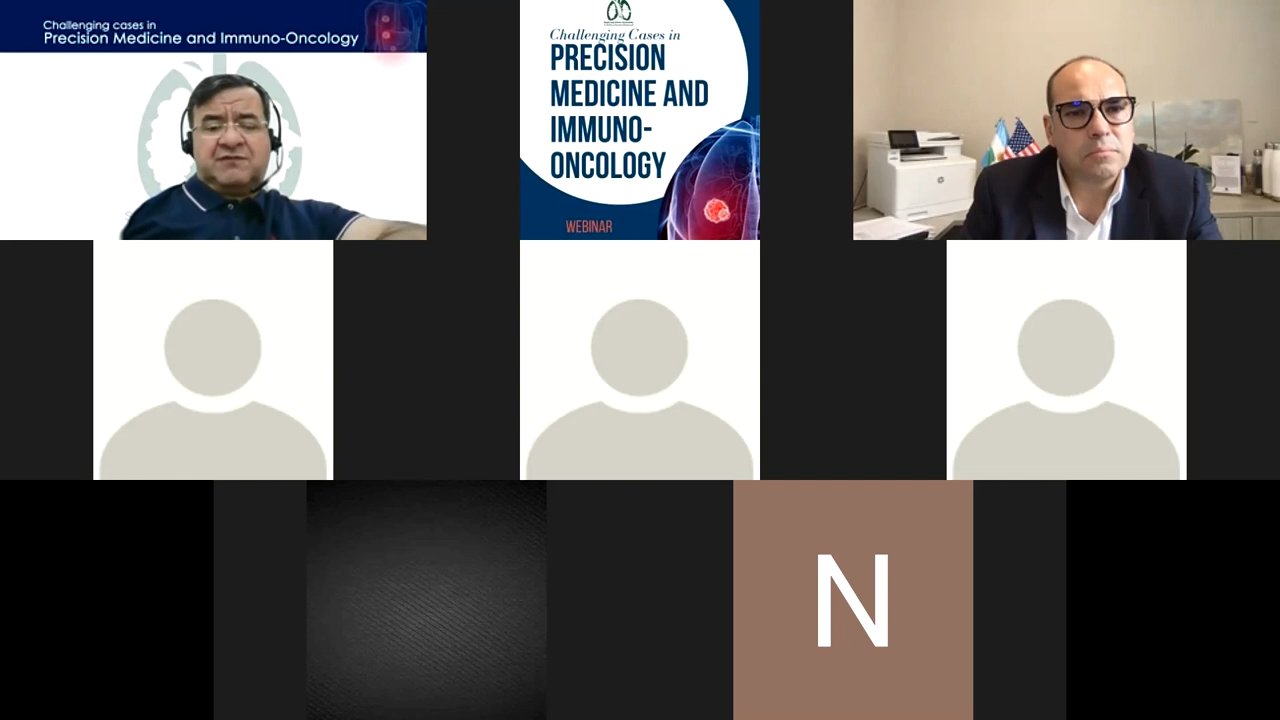 Challenging cases in
Precision Medicine and Immuno-Oncology
Challenging Cases in
PRECISION
MEDICINE AND
IMMUNO-
ONCOLOGY
WEBINAR
N